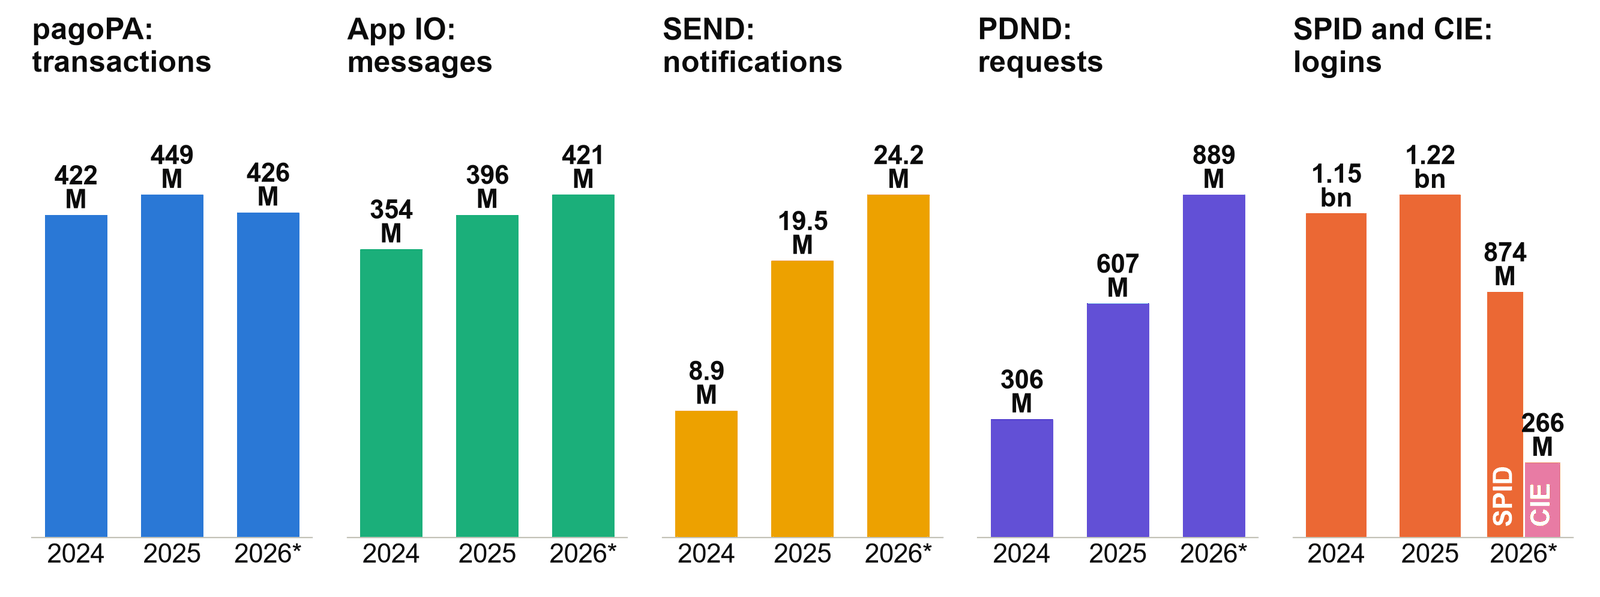 pagoPA:
transactions
422
M
449
M
426
M
2024
2025
2026*
App IO:
messages
354
M
396
M
421
M
2024
2025
2026*
SEND:
notifications
8.9
M
19.5
M
24.2
M
2024
2025
2026*
PDND:
requests
306
M
607
M
889
M
2024
2025
2026*
SPID and CIE:
logins
1.15
bn
1.22
bn
874
M
266
M
SPID
CIE
2024
2025
2026*